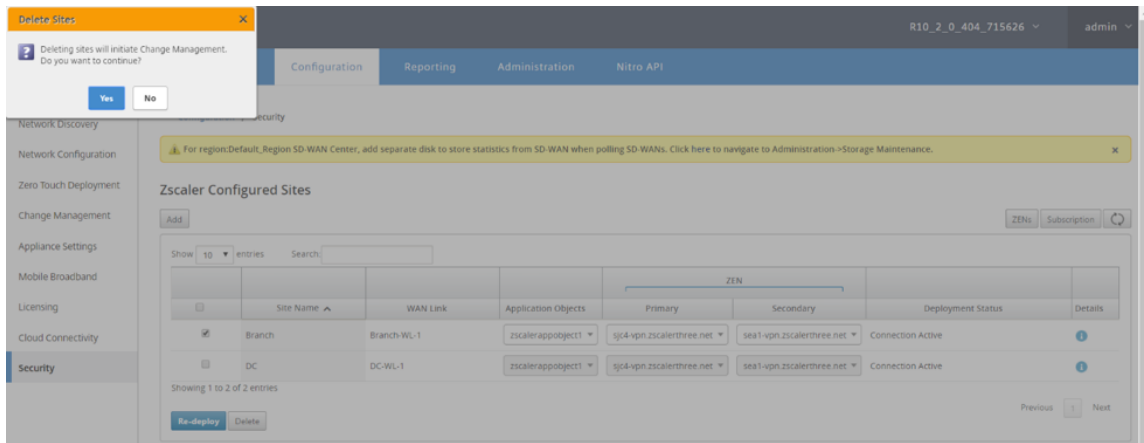 Delete Sites
Deleting sites will initiate Change Management.
Do you want to continue?
Yes No
R10_2_0_404_715626 admin
Configuration Reporting Administration Nitro API
Network Discovery
Network Configuration
Zero Touch Deployment
Change Management
Appliance Settings
Mobile Broadband
Licensing
Cloud Connectivity
Security
For region:Default_Region SD-WAN Center, add separate disk to store statistics from SD-WAN when polling SD-WANs. Click here to navigate to Administration->Storage Maintenance.
Zscaler Configured Sites
Add ZENs Subscription
Show 10 entries Search:
ZEN
Site Name WAN Link Application Objects Primary Secondary Deployment Status Details
Branch Branch-WL-1 zscalerappobject1 sjc4-vpn.zscalerthree.net sea1-vpn.zscalerthree.net Connection Active
DC DC-WL-1 zscalerappobject1 sjc4-vpn.zscalerthree.net sea1-vpn.zscalerthree.net Connection Active
Showing 1 to 2 of 2 entries
Previous 1 Next
Re-deploy Delete